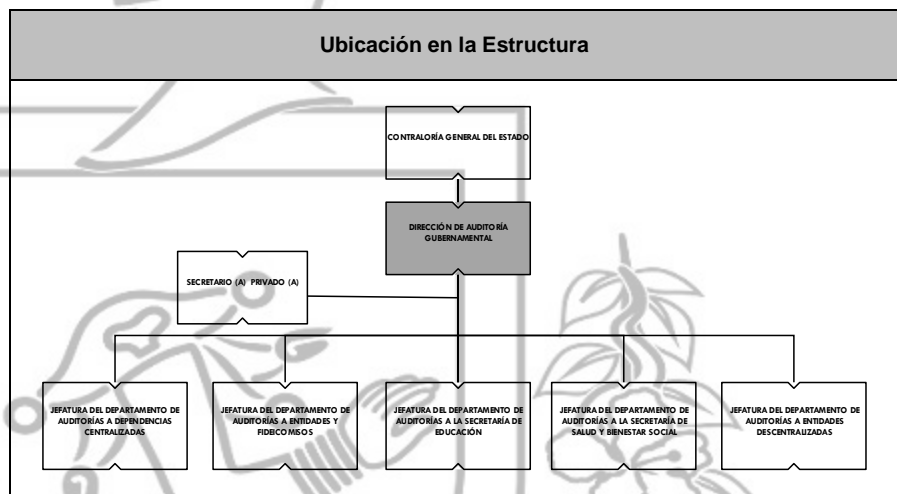 Ubicación en la Estructura
CONTRALORÍA GENERAL DEL ESTADO
DIRECCIÓN DE AUDITORÍA
GUBERNAMENTAL
SECRETARIO (A) PRIVADO (A)
JEFATURA DEL DEPARTAMENTO DE
AUDITORÍAS A DEPENDENCIAS
CENTRALIZADAS
JEFATURA DEL DEPARTAMENTO DE
AUDITORÍAS A ENTIDADES Y
FIDEICOMISOS
JEFATURA DEL DEPARTAMENTO DE
AUDITORÍAS A LA SECRETARÍA DE
EDUCACIÓN
JEFATURA DEL DEPARTAMENTO DE
AUDITORÍAS A LA SECRETARÍA DE
SALUD Y BIENESTAR SOCIAL
JEFATURA DEL DEPARTAMENTO DE
AUDITORÍAS A ENTIDADES
DESCENTRALIZADAS